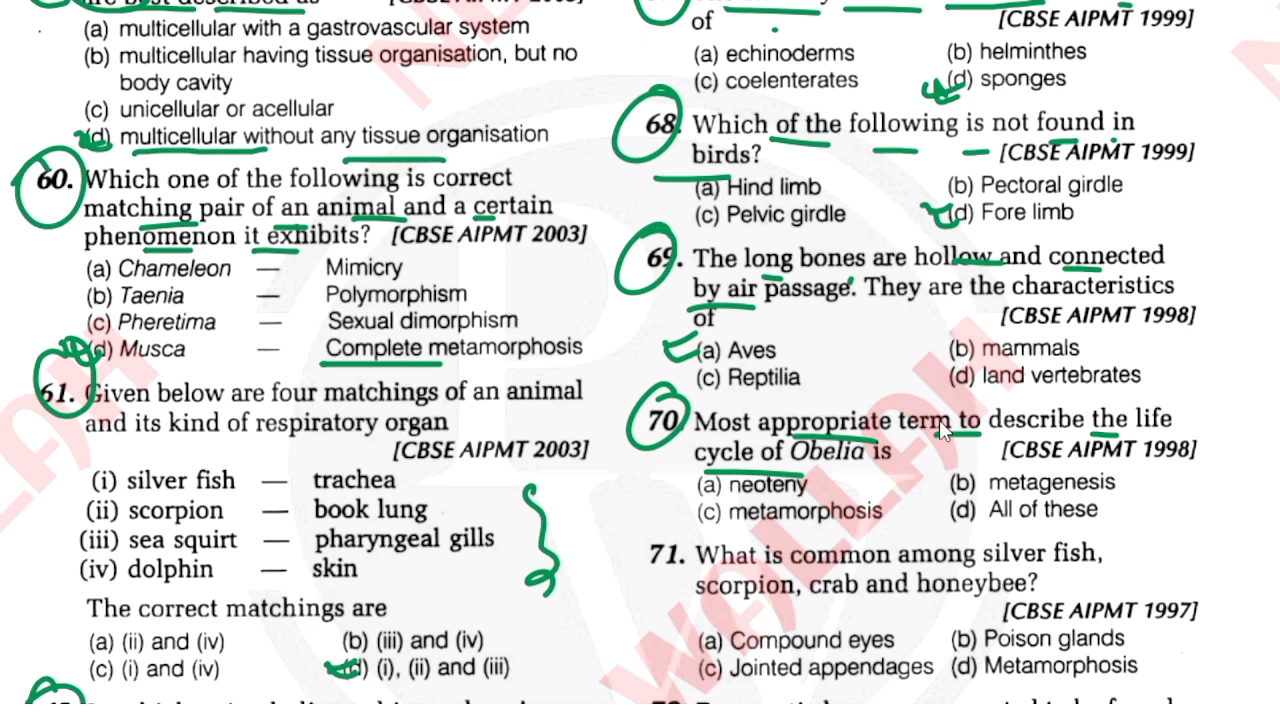 are best described as
(a) multicellular with a gastrovascular system
(b) multicellular having tissue organisation, but no
body cavity
(c) unicellular or acellular
(d) multicellular without any tissue organisation
60. Which one of the following is correct
matching pair of an animal and a certain
phenomenon it exhibits? [CBSE AIPMT 2003]
(a) Chameleon — Mimicry
(b) Taenia — Polymorphism
(c) Pheretima — Sexual dimorphism
(d) Musca — Complete metamorphosis
61. Given below are four matchings of an animal
and its kind of respiratory organ
[CBSE AIPMT 2003]
(i) silver fish — trachea
(ii) scorpion — book lung
(iii) sea squirt — pharyngeal gills
(iv) dolphin — skin
The correct matchings are
(a) (ii) and (iv) (b) (iii) and (iv)
(c) (i) and (iv) (d) (i), (ii) and (iii)
of [CBSE AIPMT 1999]
(a) echinoderms (b) helminthes
(c) coelenterates (d) sponges
68. Which of the following is not found in
birds? [CBSE AIPMT 1999]
(a) Hind limb (b) Pectoral girdle
(c) Pelvic girdle (d) Fore limb
69. The long bones are hollow and connected
by air passage. They are the characteristics
of [CBSE AIPMT 1998]
(a) Aves (b) mammals
(c) Reptilia (d) land vertebrates
70. Most appropriate term to describe the life
cycle of Obelia is [CBSE AIPMT 1998]
(a) neoteny (b) metagenesis
(c) metamorphosis (d) All of these
71. What is common among silver fish,
scorpion, crab and honeybee?
[CBSE AIPMT 1997]
(a) Compound eyes (b) Poison glands
(c) Jointed appendages (d) Metamorphosis
WALLAH